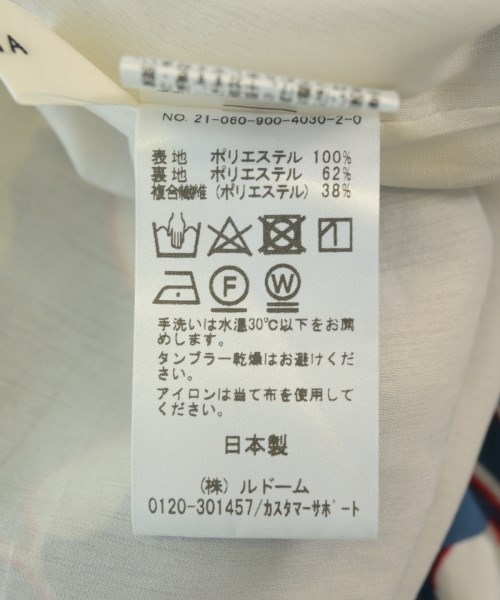 NA
NO. 21-060-900-4030-2-0
表地 ポリエステル 100%
裏地 ポリエステル 62%
複合繊維 (ポリエステル) 38%
F
W
手洗いは水温30℃以下をお薦
めします。
タンブラー乾燥はお避けくだ
さい。
アイロンは当て布を使用して
ください。
日本製
(株) ルドーム
0120-301457/カスタマーサポート